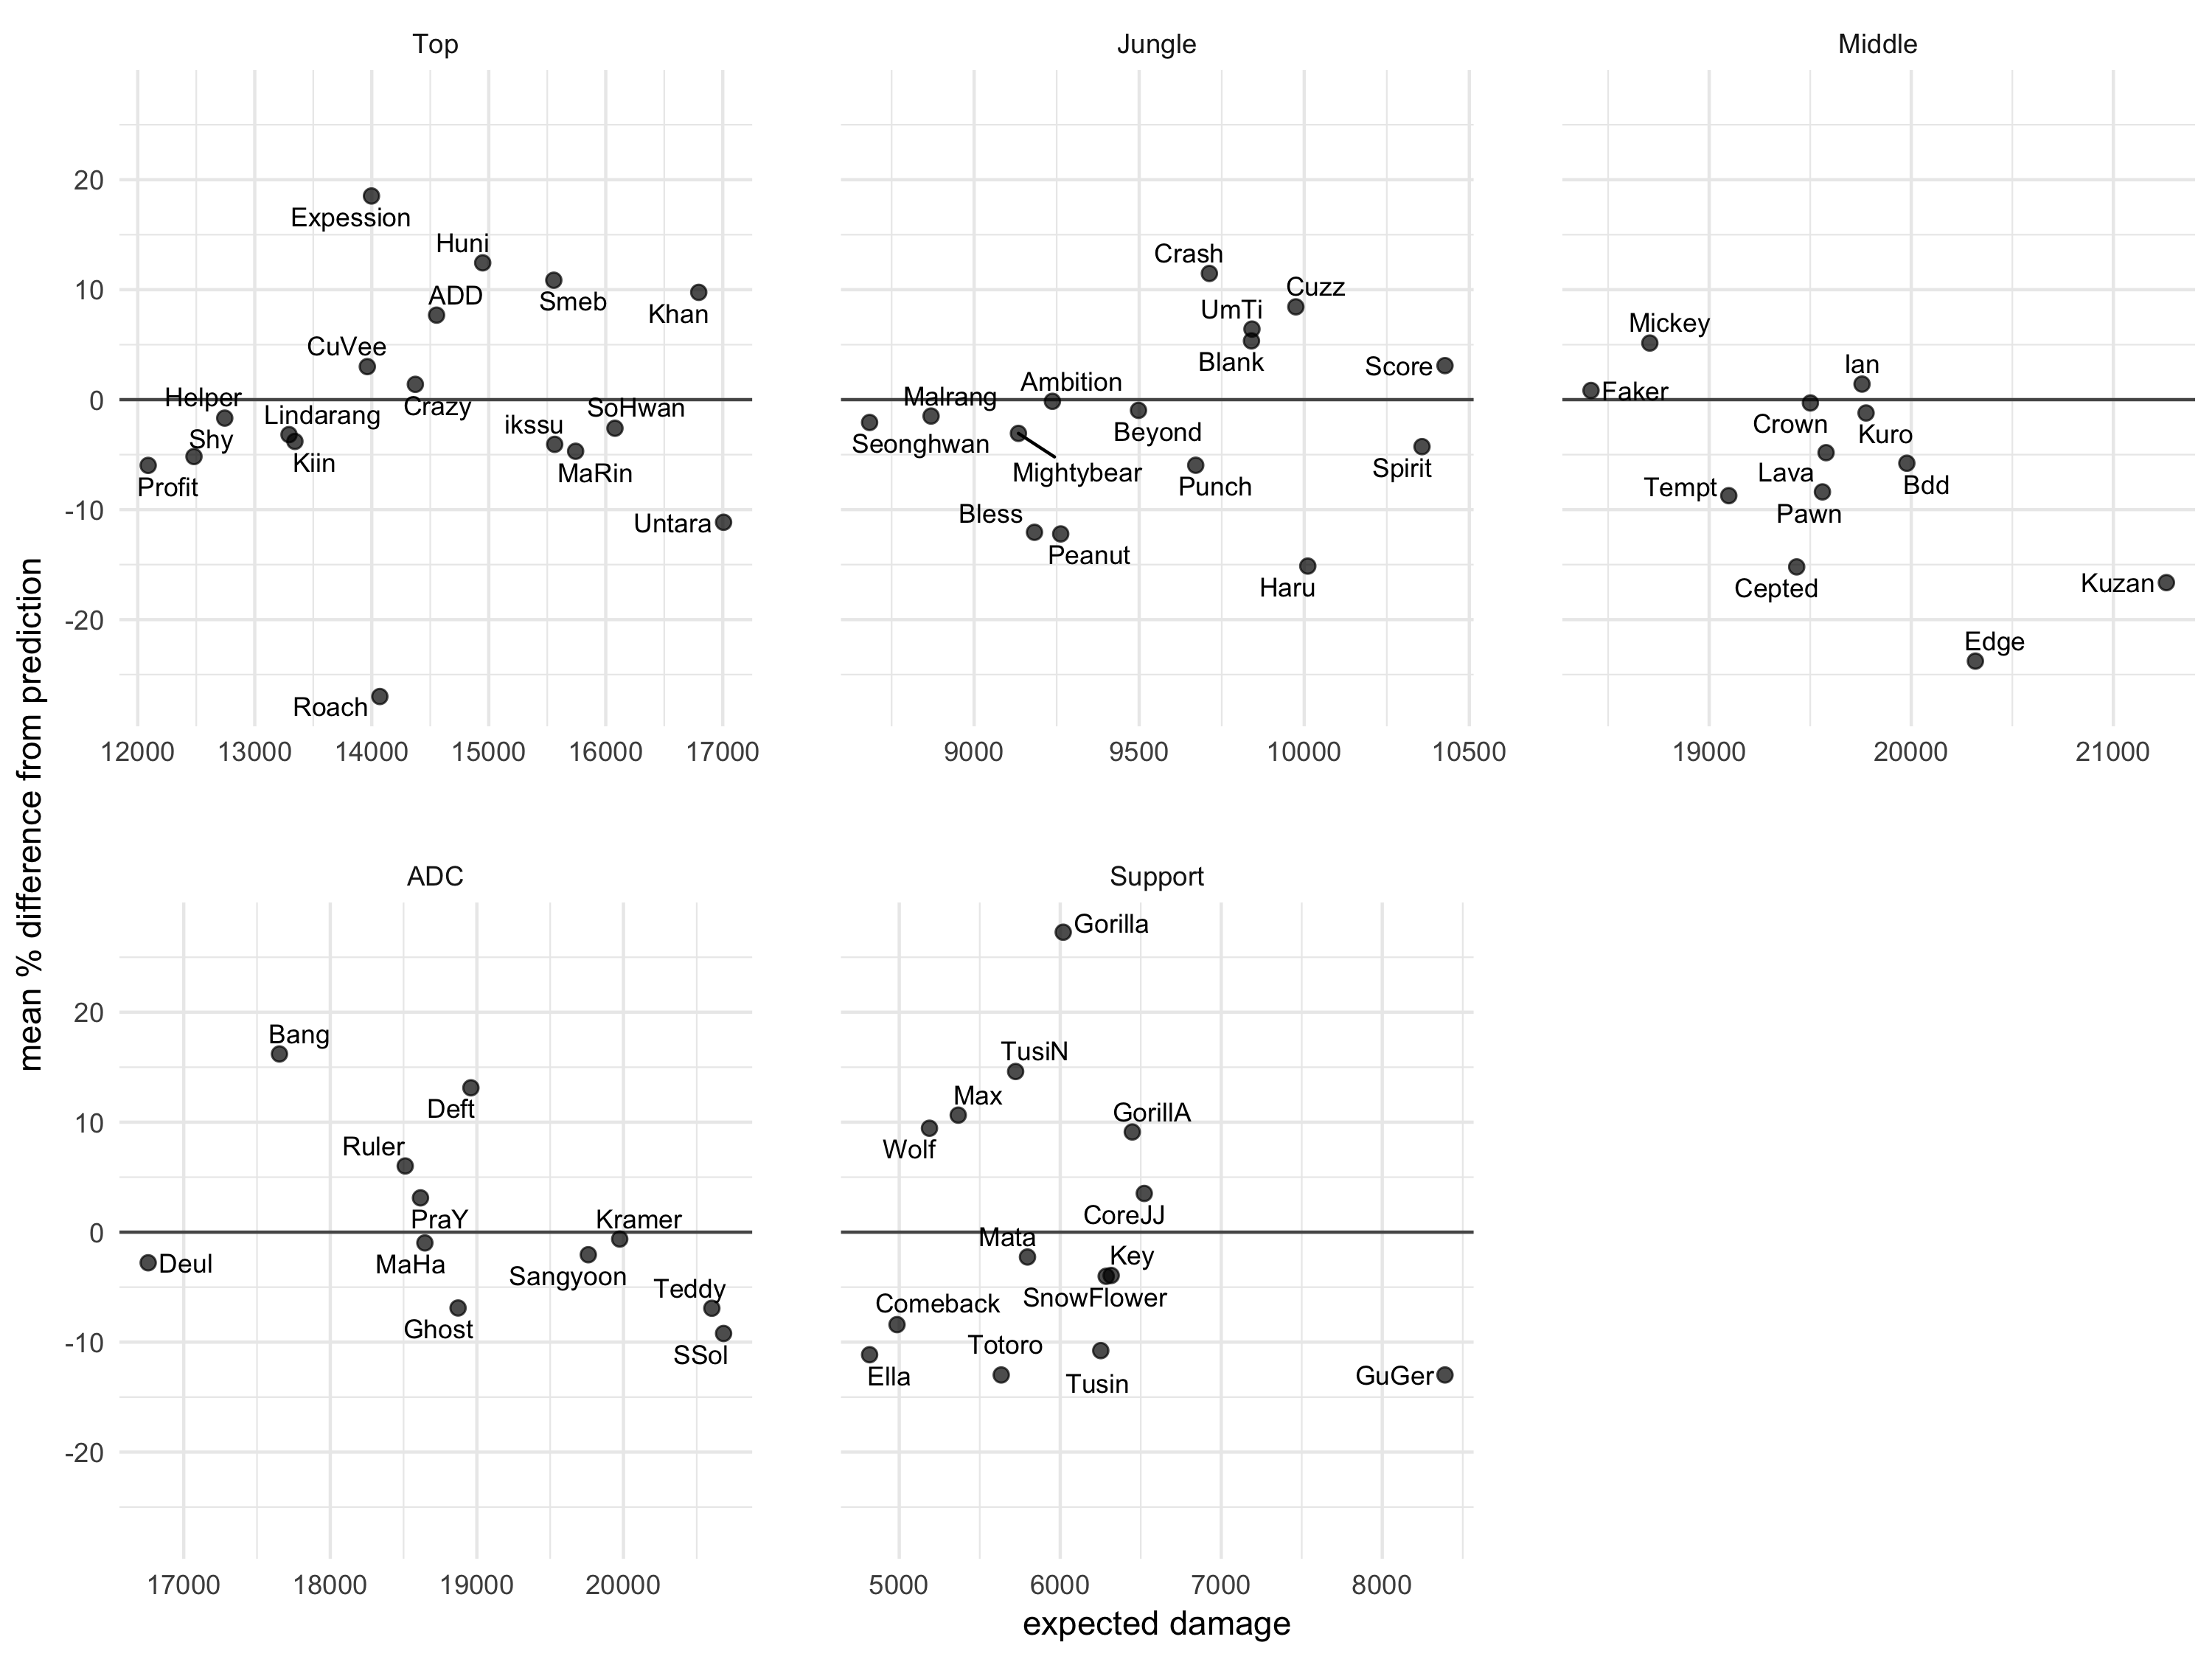 Top
Jungle
Middle
20
10
0
-10
-20
Expession
Huni
ADD
Smeb
Khan
CuVee
Helper
Lindarang
Crazy
SoHwan
ikssu
Shy
Kiin
MaRin
Profit
Untara
Roach
12000 13000 14000 15000 16000 17000
Crash
Cuzz
UmTi
Blank
Score
Ambition
Malrang
Seonghwan
Beyond
Mightybear
Punch
Spirit
Bless
Peanut
Haru
9000 9500 10000 10500
Mickey
Ian
Faker
Crown
Kuro
Lava
Tempt
Bdd
Pawn
Cepted
Kuzan
Edge
19000 20000 21000
mean % difference from prediction
ADC
Support
20
10
0
-10
-20
Bang
Deft
Ruler
PraY
Kramer
Deul
MaHa
Sangyoon
Teddy
Ghost
SSol
17000 18000 19000 20000
Gorilla
TusiN
Max
GorillA
Wolf
CoreJJ
Mata
Key
SnowFlower
Comeback
Totoro
Ella
Tusin
GuGer
5000 6000 7000 8000
expected damage